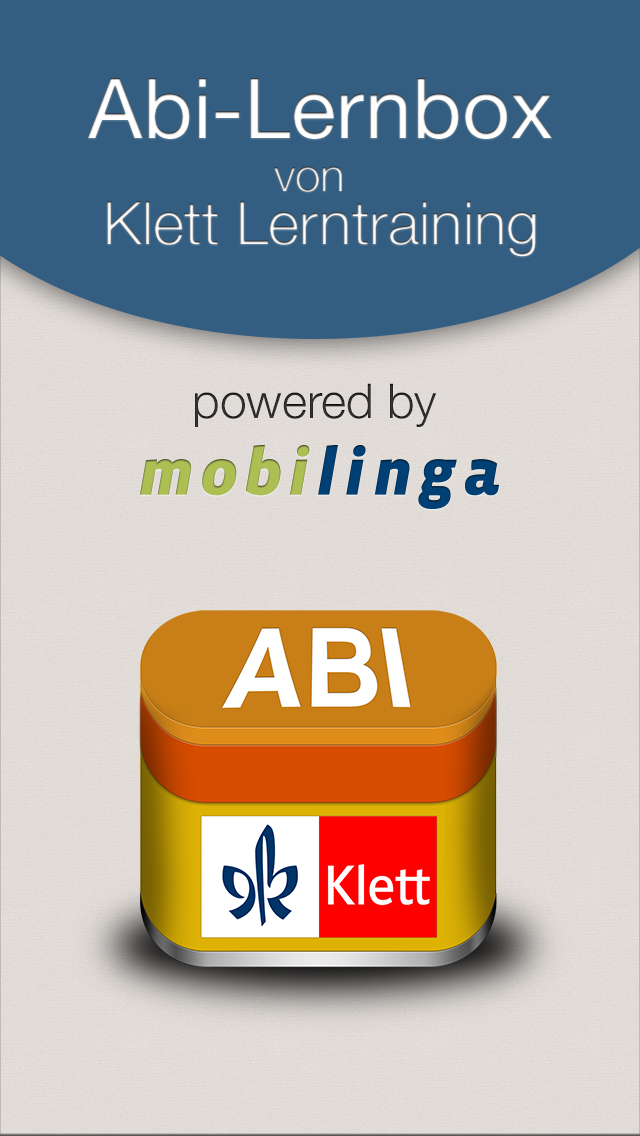 Abi-Lernbox
von
Klett Lerntraining
powered by
mobilinga
ABI
Klett